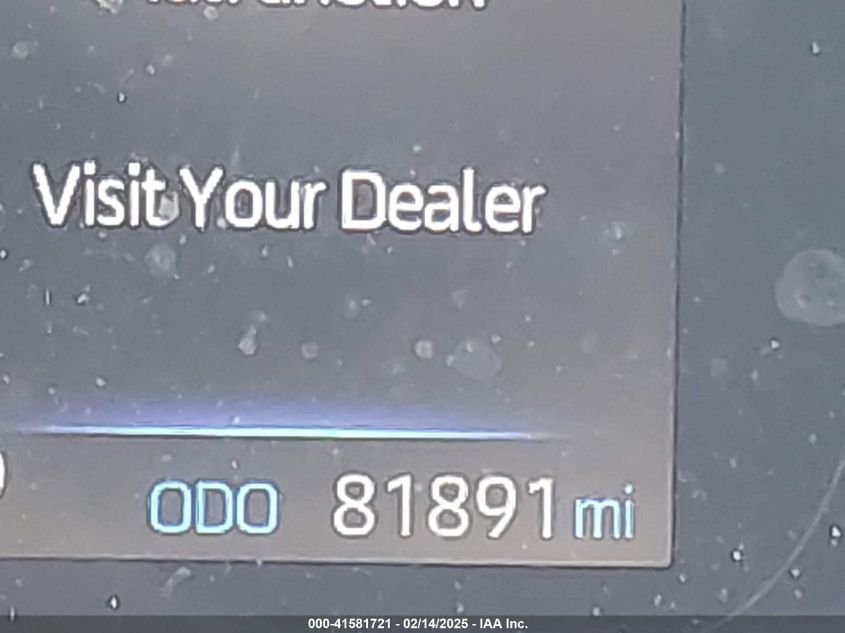 Visit Your Dealer
ODO 81891 mi
000-41581721 - 02/14/2025 - IAA Inc.